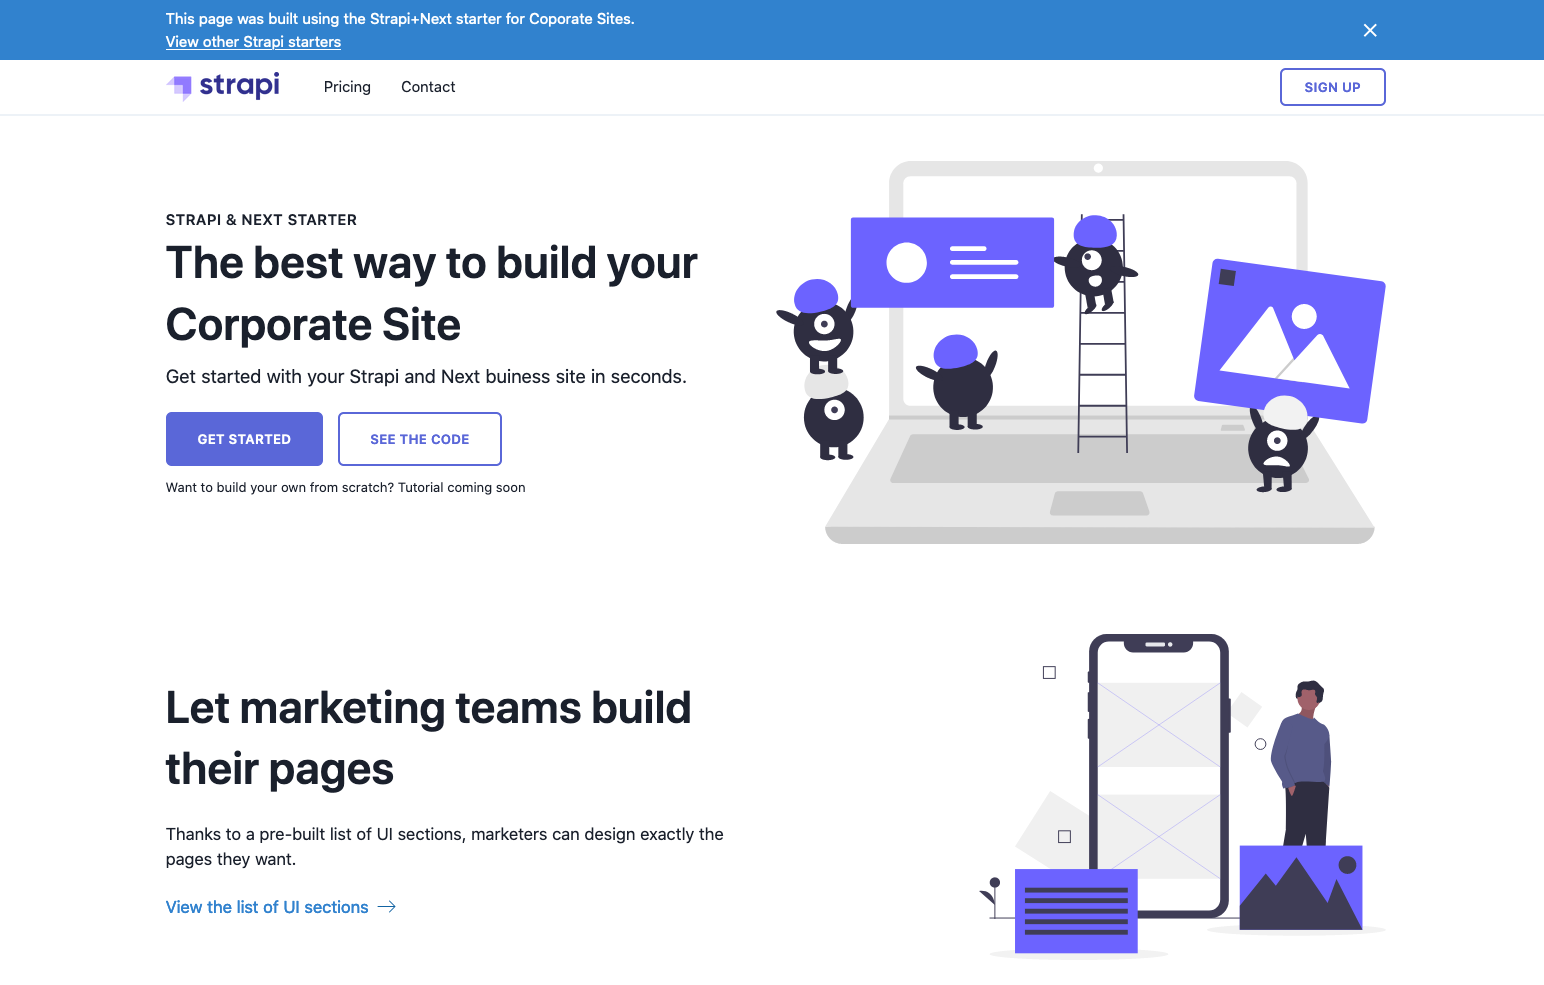 This page was built using the Strapi+Next starter for Coporate Sites.
View other Strapi starters
strapi
Pricing
Contact
SIGN UP
STRAPI & NEXT STARTER
The best way to build your
Corporate Site
Get started with your Strapi and Next buiness site in seconds.
GET STARTED
SEE THE CODE
Want to build your own from scratch? Tutorial coming soon
Let marketing teams build
their pages
Thanks to a pre-built list of UI sections, marketers can design exactly the
pages they want.
View the list of UI sections